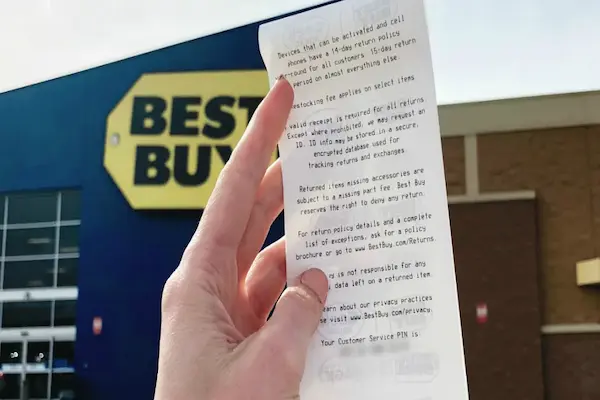 BEST
BUY
Devices that can be activated and cell
phones have a 14-day return policy
for all customers. 15-day return
period on almost everything else.
fee applies on select items
valid receipt is required for all returns
Except where prohibited, we may request an
ID. ID info may be stored in a secure,
encrypted database used for
tracking returns and exchanges
Returned items missing accessories are
subject to a missing part fee. Best Buy
reserves the right to deny any return.
For return policy details and a complete
list of exceptions, ask for a policy
brochure or go to www.BestBuy.com/Returns.
is not responsible for any
data left on a returned item.
about our privacy practices
visit www.BestBuy.com/privacy.
Your Customer Service PIN is: